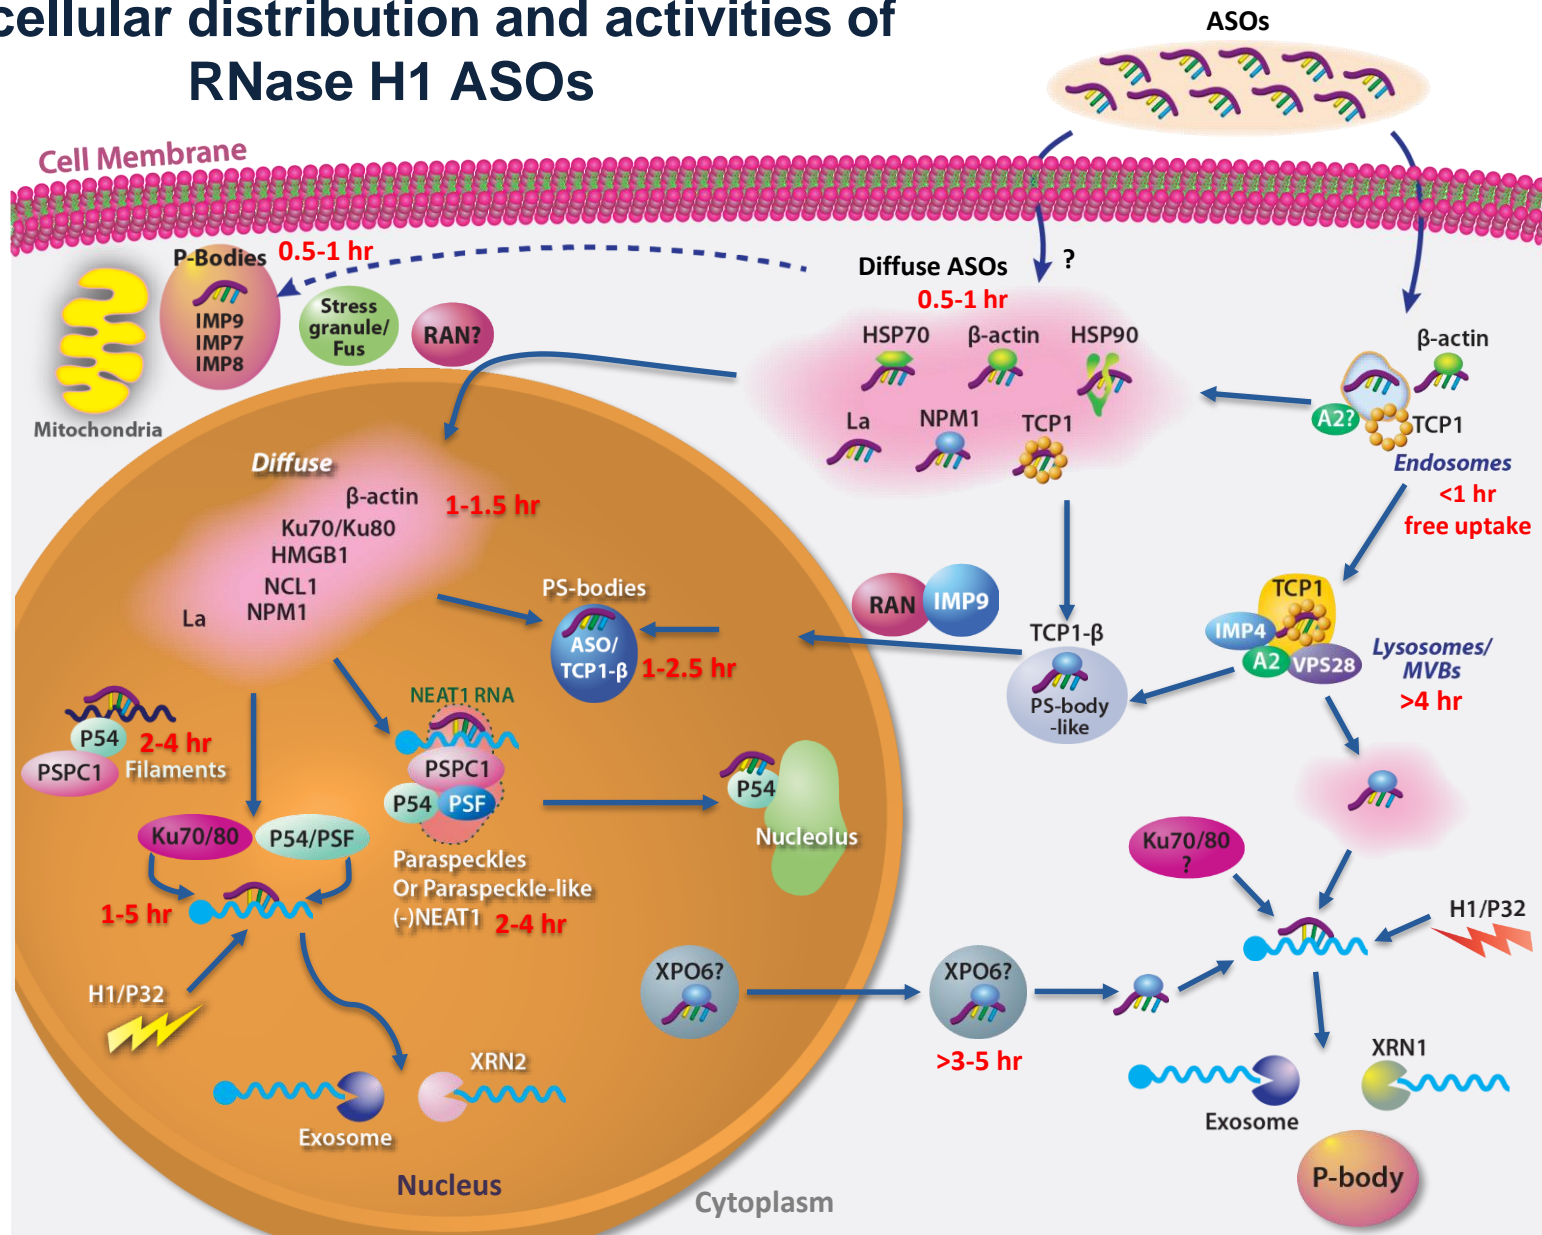 cellular distribution and activities of
RNase H1 ASOs
ASOs
Cell Membrane
P-Bodies
0.5-1 hr
IMP9
IMP7
IMP8
Stress
granule/
Fus
RAN?
Mitochondria
Diffuse ASOs
?
0.5-1 hr
HSP70
β-actin
HSP90
La
NPM1
TCP1
β-actin
A2?
TCP1
Endosomes
<1 hr
free uptake
Diffuse
β-actin
1-1.5 hr
Ku70/Ku80
HMGB1
NCL1
La
NPM1
PS-bodies
ASO/
TCP1-β
1-2.5 hr
RAN
IMP9
TCP1-β
PS-body
-like
TCP1
IMP4
A2
VPS28
Lysosomes/
MVBs
>4 hr
P54
2-4 hr
PSPC1
Filaments
NEAT1 RNA
PSPC1
P54
PSF
Paraspeckles
Or Paraspeckle-like
(-)NEAT1
2-4 hr
P54
Nucleolus
Ku70/80
P54/PSF
1-5 hr
H1/P32
Ku70/80
?
H1/P32
XPO6?
XPO6?
>3-5 hr
XRN2
Exosome
XRN1
Exosome
P-body
Nucleus
Cytoplasm